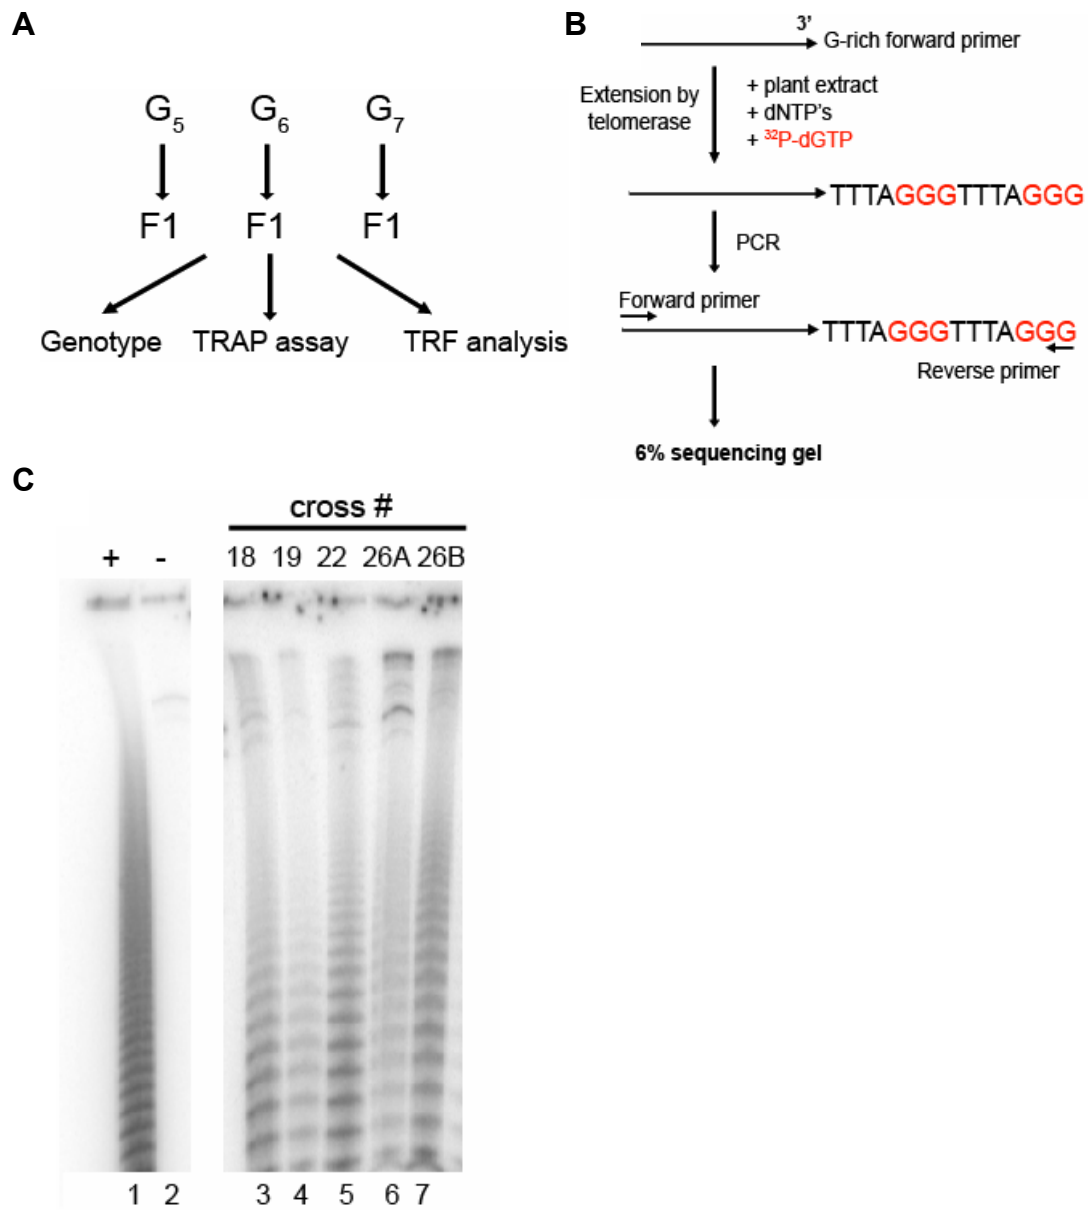 A
G5 G6 G7
F1 F1 F1
Genotype TRAP assay TRF analysis
B
3'
G-rich forward primer
Extension by
telomerase
+ plant extract
+ dNTP's
+ 32P-dGTP
TTTAGGGTTTAGGG
PCR
Forward primer
TTTAGGGTTTAGGG
Reverse primer
6% sequencing gel
C
cross #
+ - 18 19 22 26A 26B
1 2 3 4 5 6 7